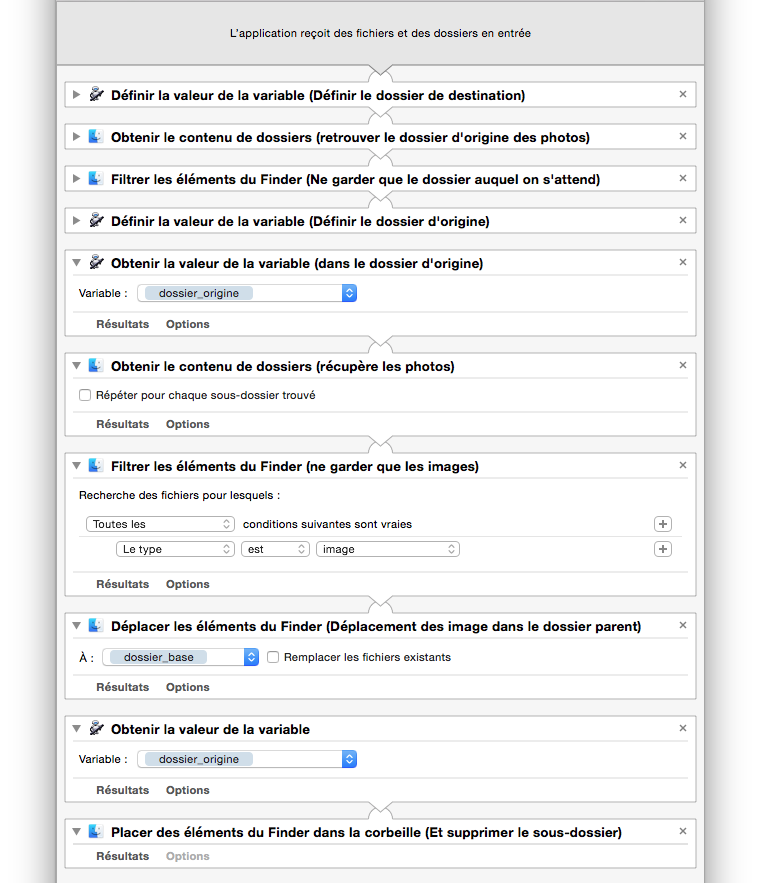 L'application reçoit des fichiers et des dossiers en entrée
Définir la valeur de la variable (Définir le dossier de destination)
Obtenir le contenu de dossiers (retrouver le dossier d'origine des photos)
Filtrer les éléments du Finder (Ne garder que le dossier auquel on s'attend)
Définir la valeur de la variable (Définir le dossier d'origine)
Obtenir la valeur de la variable (dans le dossier d'origine)
Variable : dossier_origine
Résultats Options
Obtenir le contenu de dossiers (récupère les photos)
Répéter pour chaque sous-dossier trouvé
Résultats Options
Filtrer les éléments du Finder (ne garder que les images)
Recherche des fichiers pour lesquels :
Toutes les conditions suivantes sont vraies
Le type est image
Résultats Options
Déplacer les éléments du Finder (Déplacement des image dans le dossier parent)
À : dossier_base Remplacer les fichiers existants
Résultats Options
Obtenir la valeur de la variable
Variable : dossier_origine
Résultats Options
Placer des éléments du Finder dans la corbeille (Et supprimer le sous-dossier)
Résultats Options